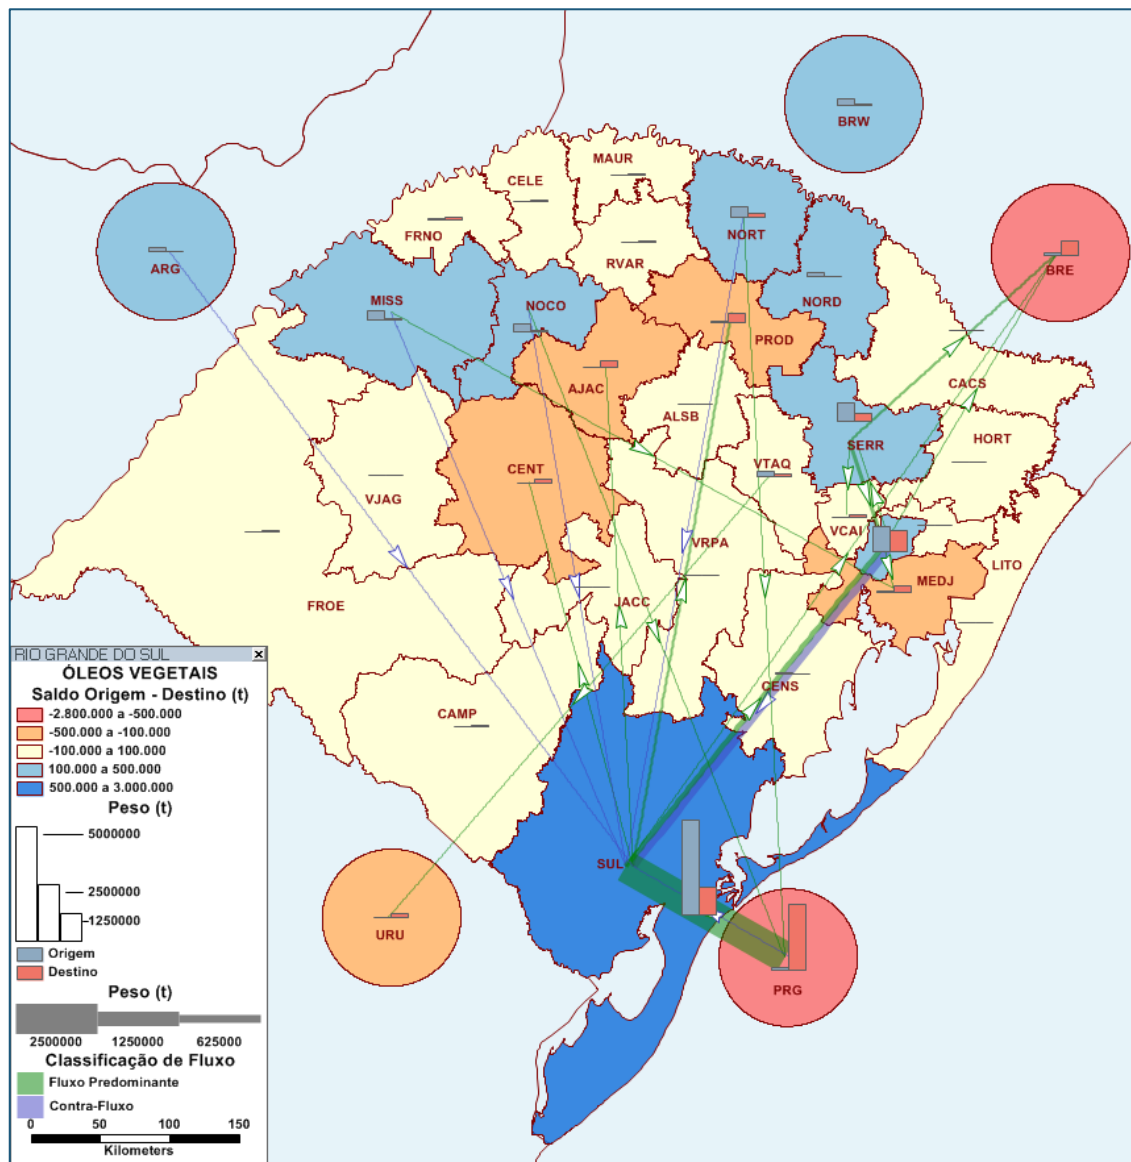 BRW
MAUR
CELE
NORT
FRNO
BRE
RVAR
ARG
NORD
MISS
NOCO
PROD
AJAC
CACS
ALSB
HORT
SERR
CENT
VTAQ
VJAG
VCAI
VRPA
LITO
MEDJ
JACC
FROE
CENS
CAMP
SUL
URU
PRG
RIO GRANDE DO SUL
ÓLEOS VEGETAIS
Saldo Origem - Destino (t)
-2.800.000 a -500.000
-500.000 a -100.000
-100.000 a 100.000
100.000 a 500.000
500.000 a 3.000.000
Peso (t)
5000000
2500000
1250000
Origem
Destino
Peso (t)
2500000 1250000 625000
Classificação de Fluxo
Fluxo Predominante
Contra-Fluxo
0 50 100 150
Kilometers